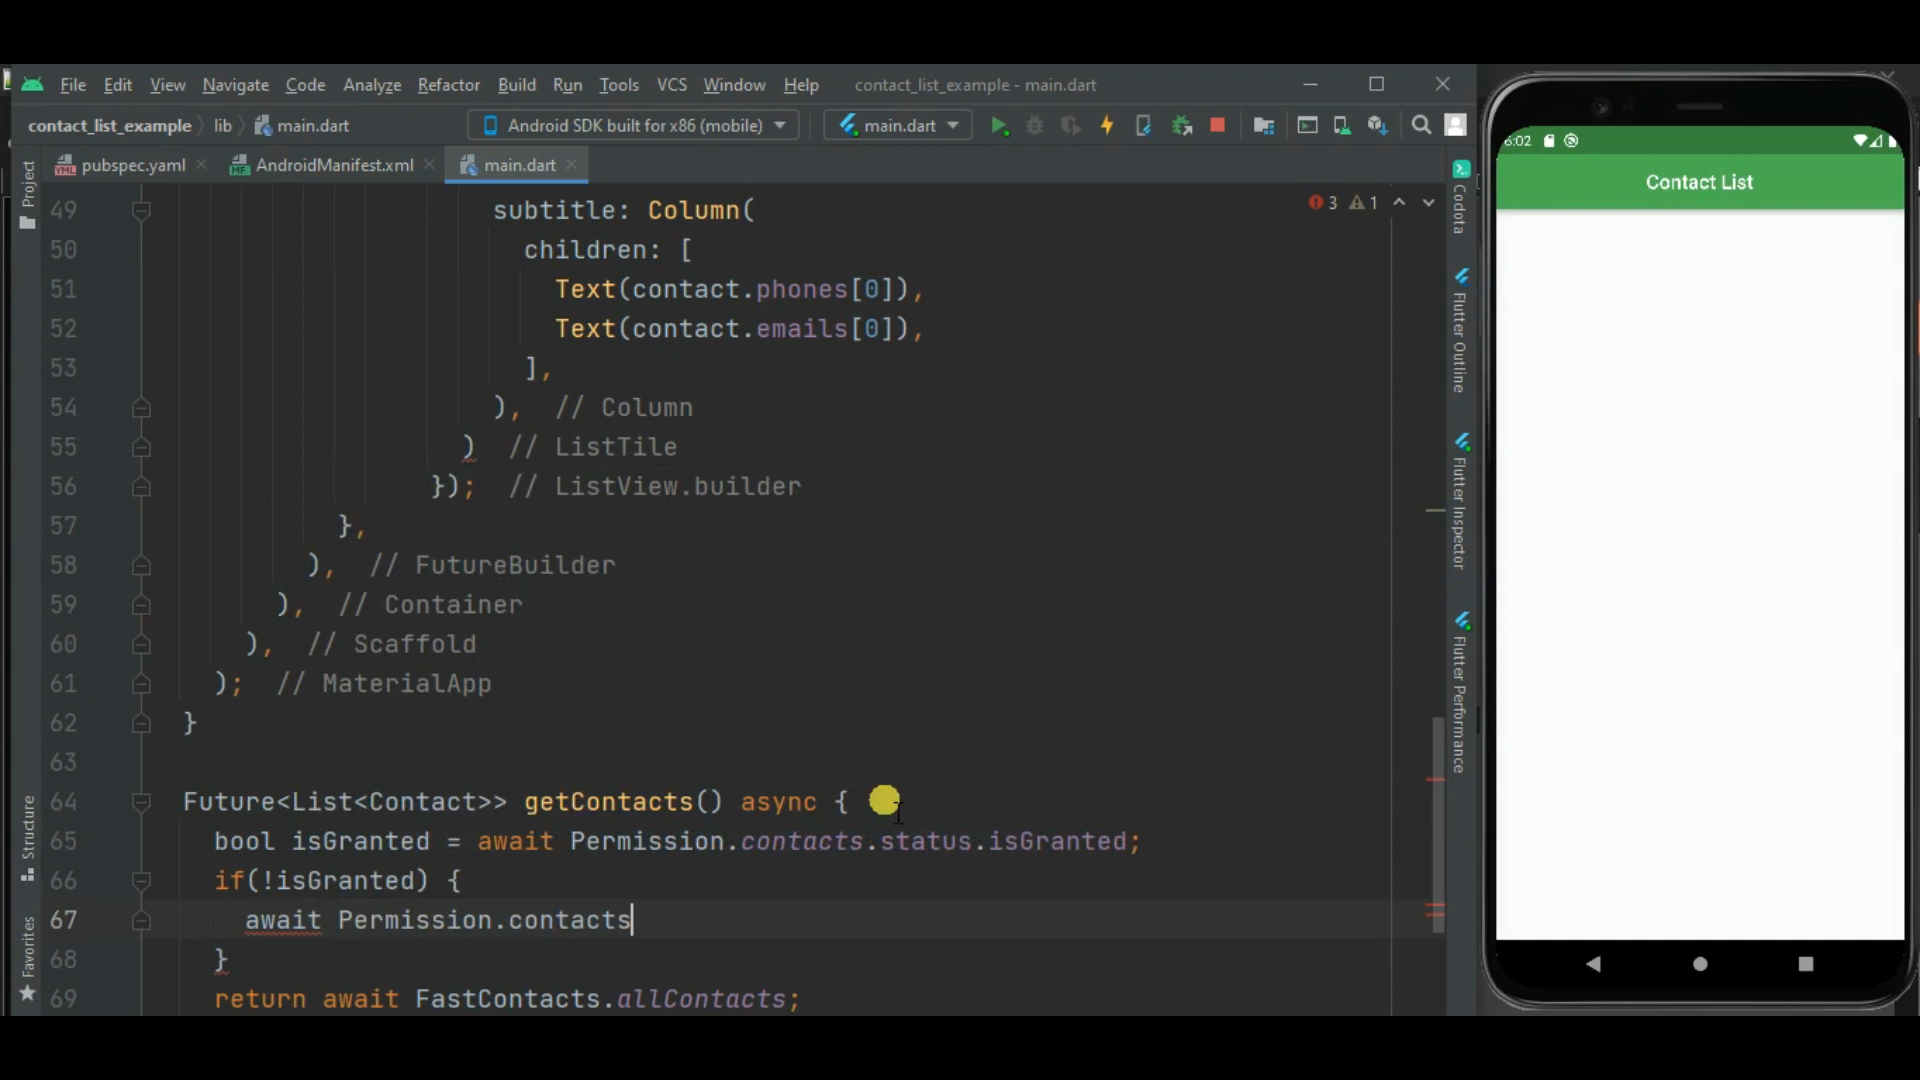 File Edit View Navigate Code Analyze Refactor Build Run Tools VCS Window Help contact_list_example - main.dart
contact_list_example lib main.dart Android SDK built for x86 (mobile) main.dart
pubspec.yaml AndroidManifest.xml main.dart
Project
Structure
Favorites
49 subtitle: Column(
50 children: [
51 Text(contact.phones[0]),
52 Text(contact.emails[0]),
53 ],
54 ), // Column
55 ) // ListTile
56 }); // ListView.builder
57 },
58 ), // FutureBuilder
59 ), // Container
60 ), // Scaffold
61 ); // MaterialApp
62 }
63
64 Future<List<Contact>> getContacts() async {
65 bool isGranted = await Permission.contacts.status.isGranted;
66 if(!isGranted) {
67 await Permission.contacts
68 }
69 return await FastContacts.allContacts;
3 1
Codota
Flutter Outline
Flutter Inspector
Flutter Performance
6:02
Contact List